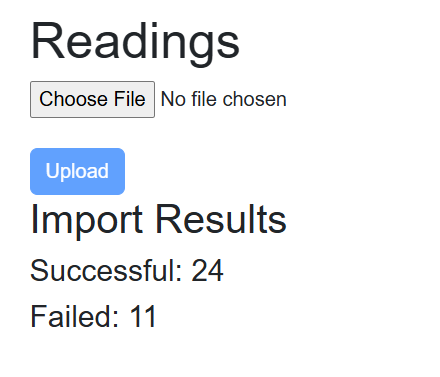 Readings
Choose File No file chosen
Upload
Import Results
Successful: 24
Failed: 11